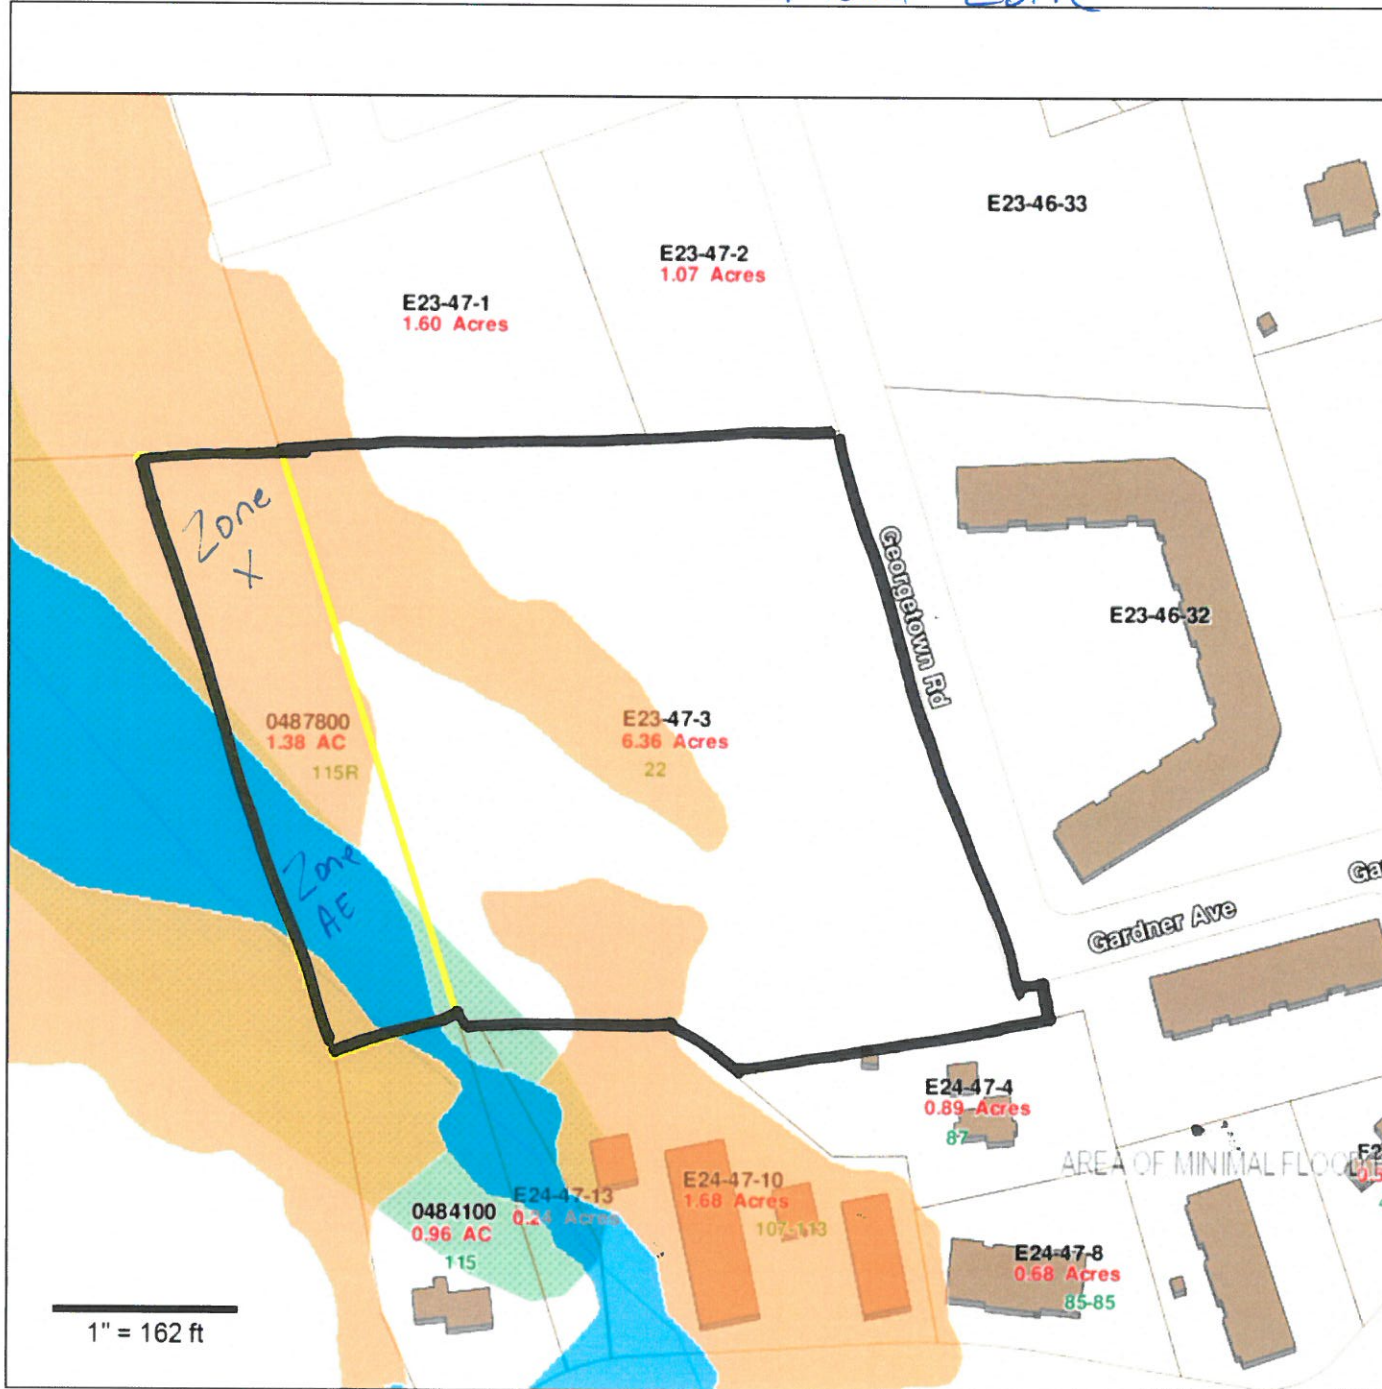 Zone
E23-46-33
E23-47-2
1.07 Acres
E23-47-1
1.60 Acres
Zone
X
Georgetown Rd
E23-46-32
0487800
1.38 AC
115R
E23-47-3
6.36 Acres
22
Zone
AE
Gardner Ave
E24-47-4
0.89 Acres
87
AREA OF MINIMAL FLOOD
E24-47-13
0.24 Acres
E24-47-10
1.68 Acres
107-113
0484100
0.96 AC
115
E24-47-8
0.68 Acres
85-85
1" = 162 ft